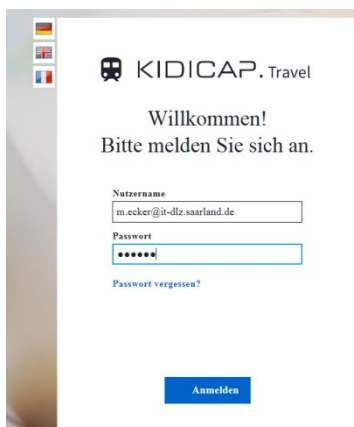 KIDICAP. Travel
Willkommen!
Bitte melden Sie sich an.
Nutzername
m.ecker@it-dlz.saarland.de
Passwort
●●●●●●
Passwort vergessen?
Anmelden